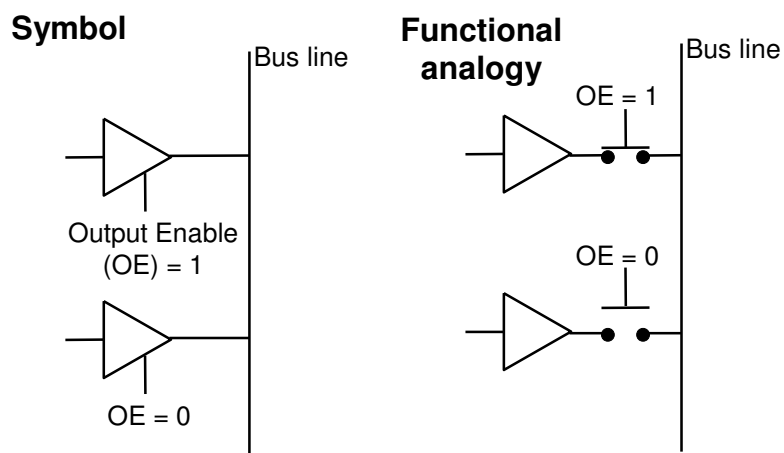 Symbol
Bus line
Output Enable
(OE) = 1
OE = 0
Functional
analogy
Bus line
OE = 1
OE = 0